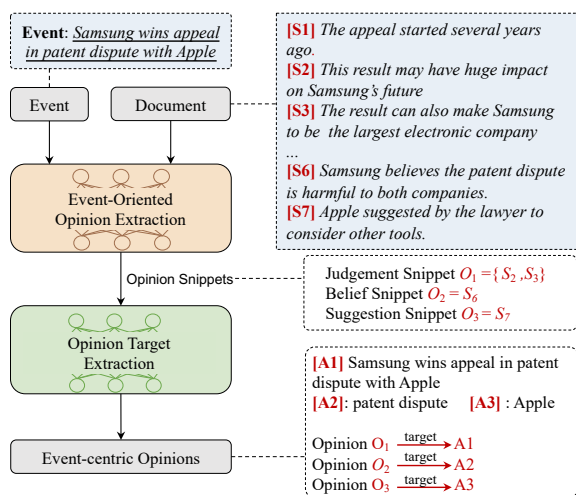 Event: Samsung wins appeal
in patent dispute with Apple
Event
Document
[S1] The appeal started several years
ago.
[S2] This result may have huge impact
on Samsung's future
[S3] The result can also make Samsung
to be the largest electronic company
...
[S6] Samsung believes the patent dispute
is harmful to both companies.
[S7] Apple suggested by the lawyer to
consider other tools.
Event-Oriented
Opinion Extraction
Opinion Snippets
Judgement Snippet O1 ={ S2 ,S3}
Belief Snippet O2 = S6
Suggestion Snippet O3 = S7
Opinion Target
Extraction
[A1] Samsung wins appeal in patent
dispute with Apple
[A2]: patent dispute [A3] : Apple
Opinion O1 target A1
Opinion O2 target A2
Opinion O3 target A3
Event-centric Opinions